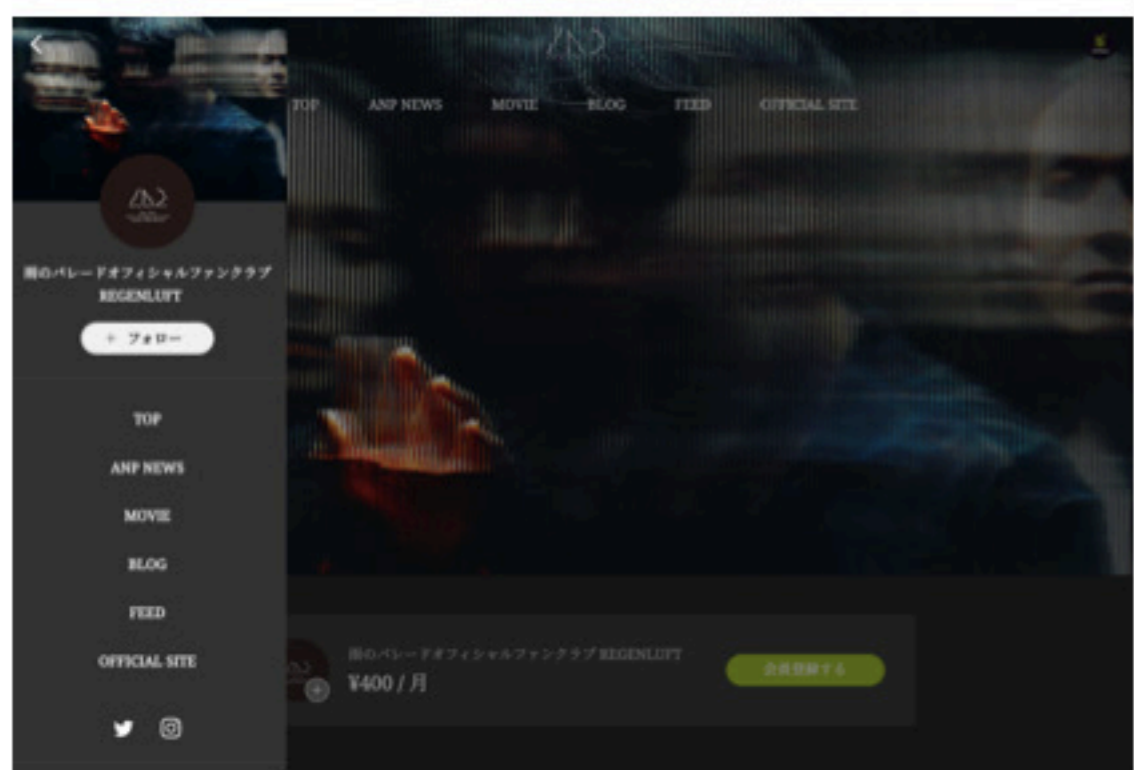 TOP ANP NEWS MOVIE BLOG FEED OFFICIAL SITE
雨のパレードオフィシャルファンクラブ
REGENLUFT
+ フォロー
TOP
ANP NEWS
MOVIE
BLOG
FEED
OFFICIAL SITE
雨のパレードオフィシャルファンクラブ REGENLUFT
¥400 / 月
会員登録する